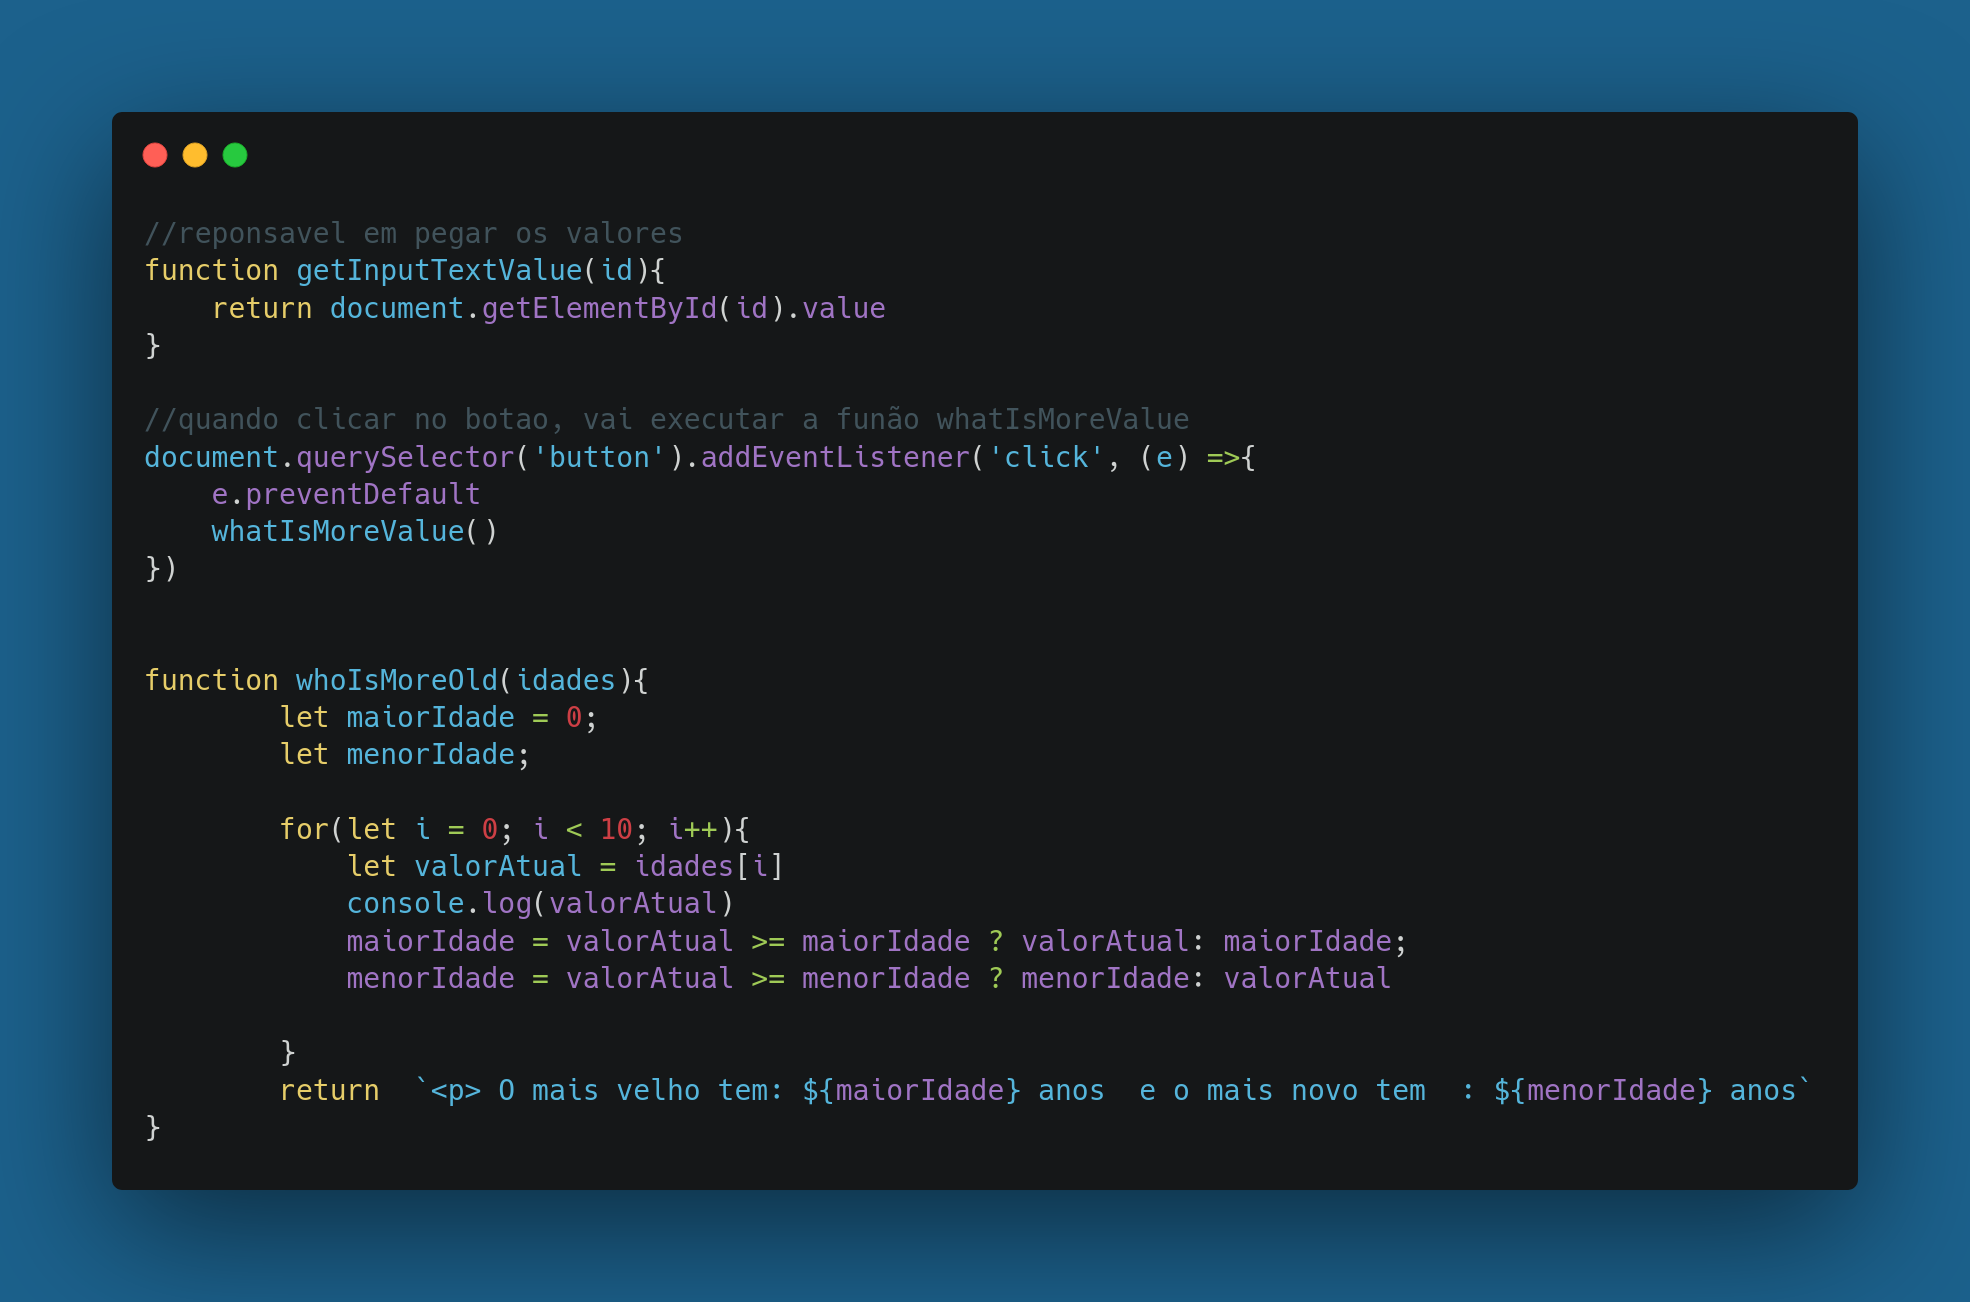 //reponsavel em pegar os valores
function getInputTextValue(id){
    return document.getElementById(id).value
}
//quando clicar no botao, vai executar a funão whatIsMoreValue
document.querySelector('button').addEventListener('click', (e) =>{
    e.preventDefault
    whatIsMoreValue()
})
function whoIsMoreOld(idades){
        let maiorIdade = 0;
        let menorIdade;
        for(let i = 0; i < 10; i++){
            let valorAtual = idades[i]
            console.log(valorAtual)
            maiorIdade = valorAtual >= maiorIdade ? valorAtual: maiorIdade;
            menorIdade = valorAtual >= menorIdade ? menorIdade: valorAtual
        }
        return  `<p> O mais velho tem: ${maiorIdade} anos  e o mais novo tem  : ${menorIdade} anos`
}